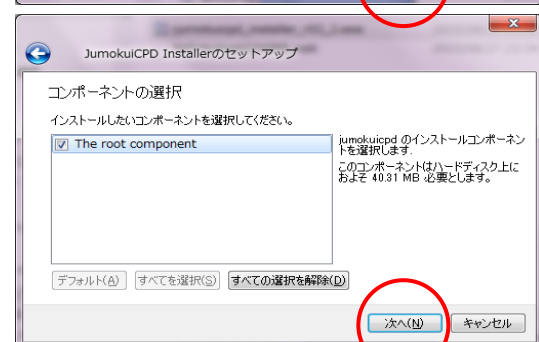 JumokuiCPD Installerのセットアップ
コンポーネントの選択
インストールしたいコンポーネントを選択してください。
The root component
jumokuicpd のインストールコンポーネン
トを選択します.
このコンポーネントはハードディスク上に
およそ 40.31 MB 必要とします。
デフォルト(A) すべてを選択(S) すべての選択を解除(D)
次へ(N) キャンセル